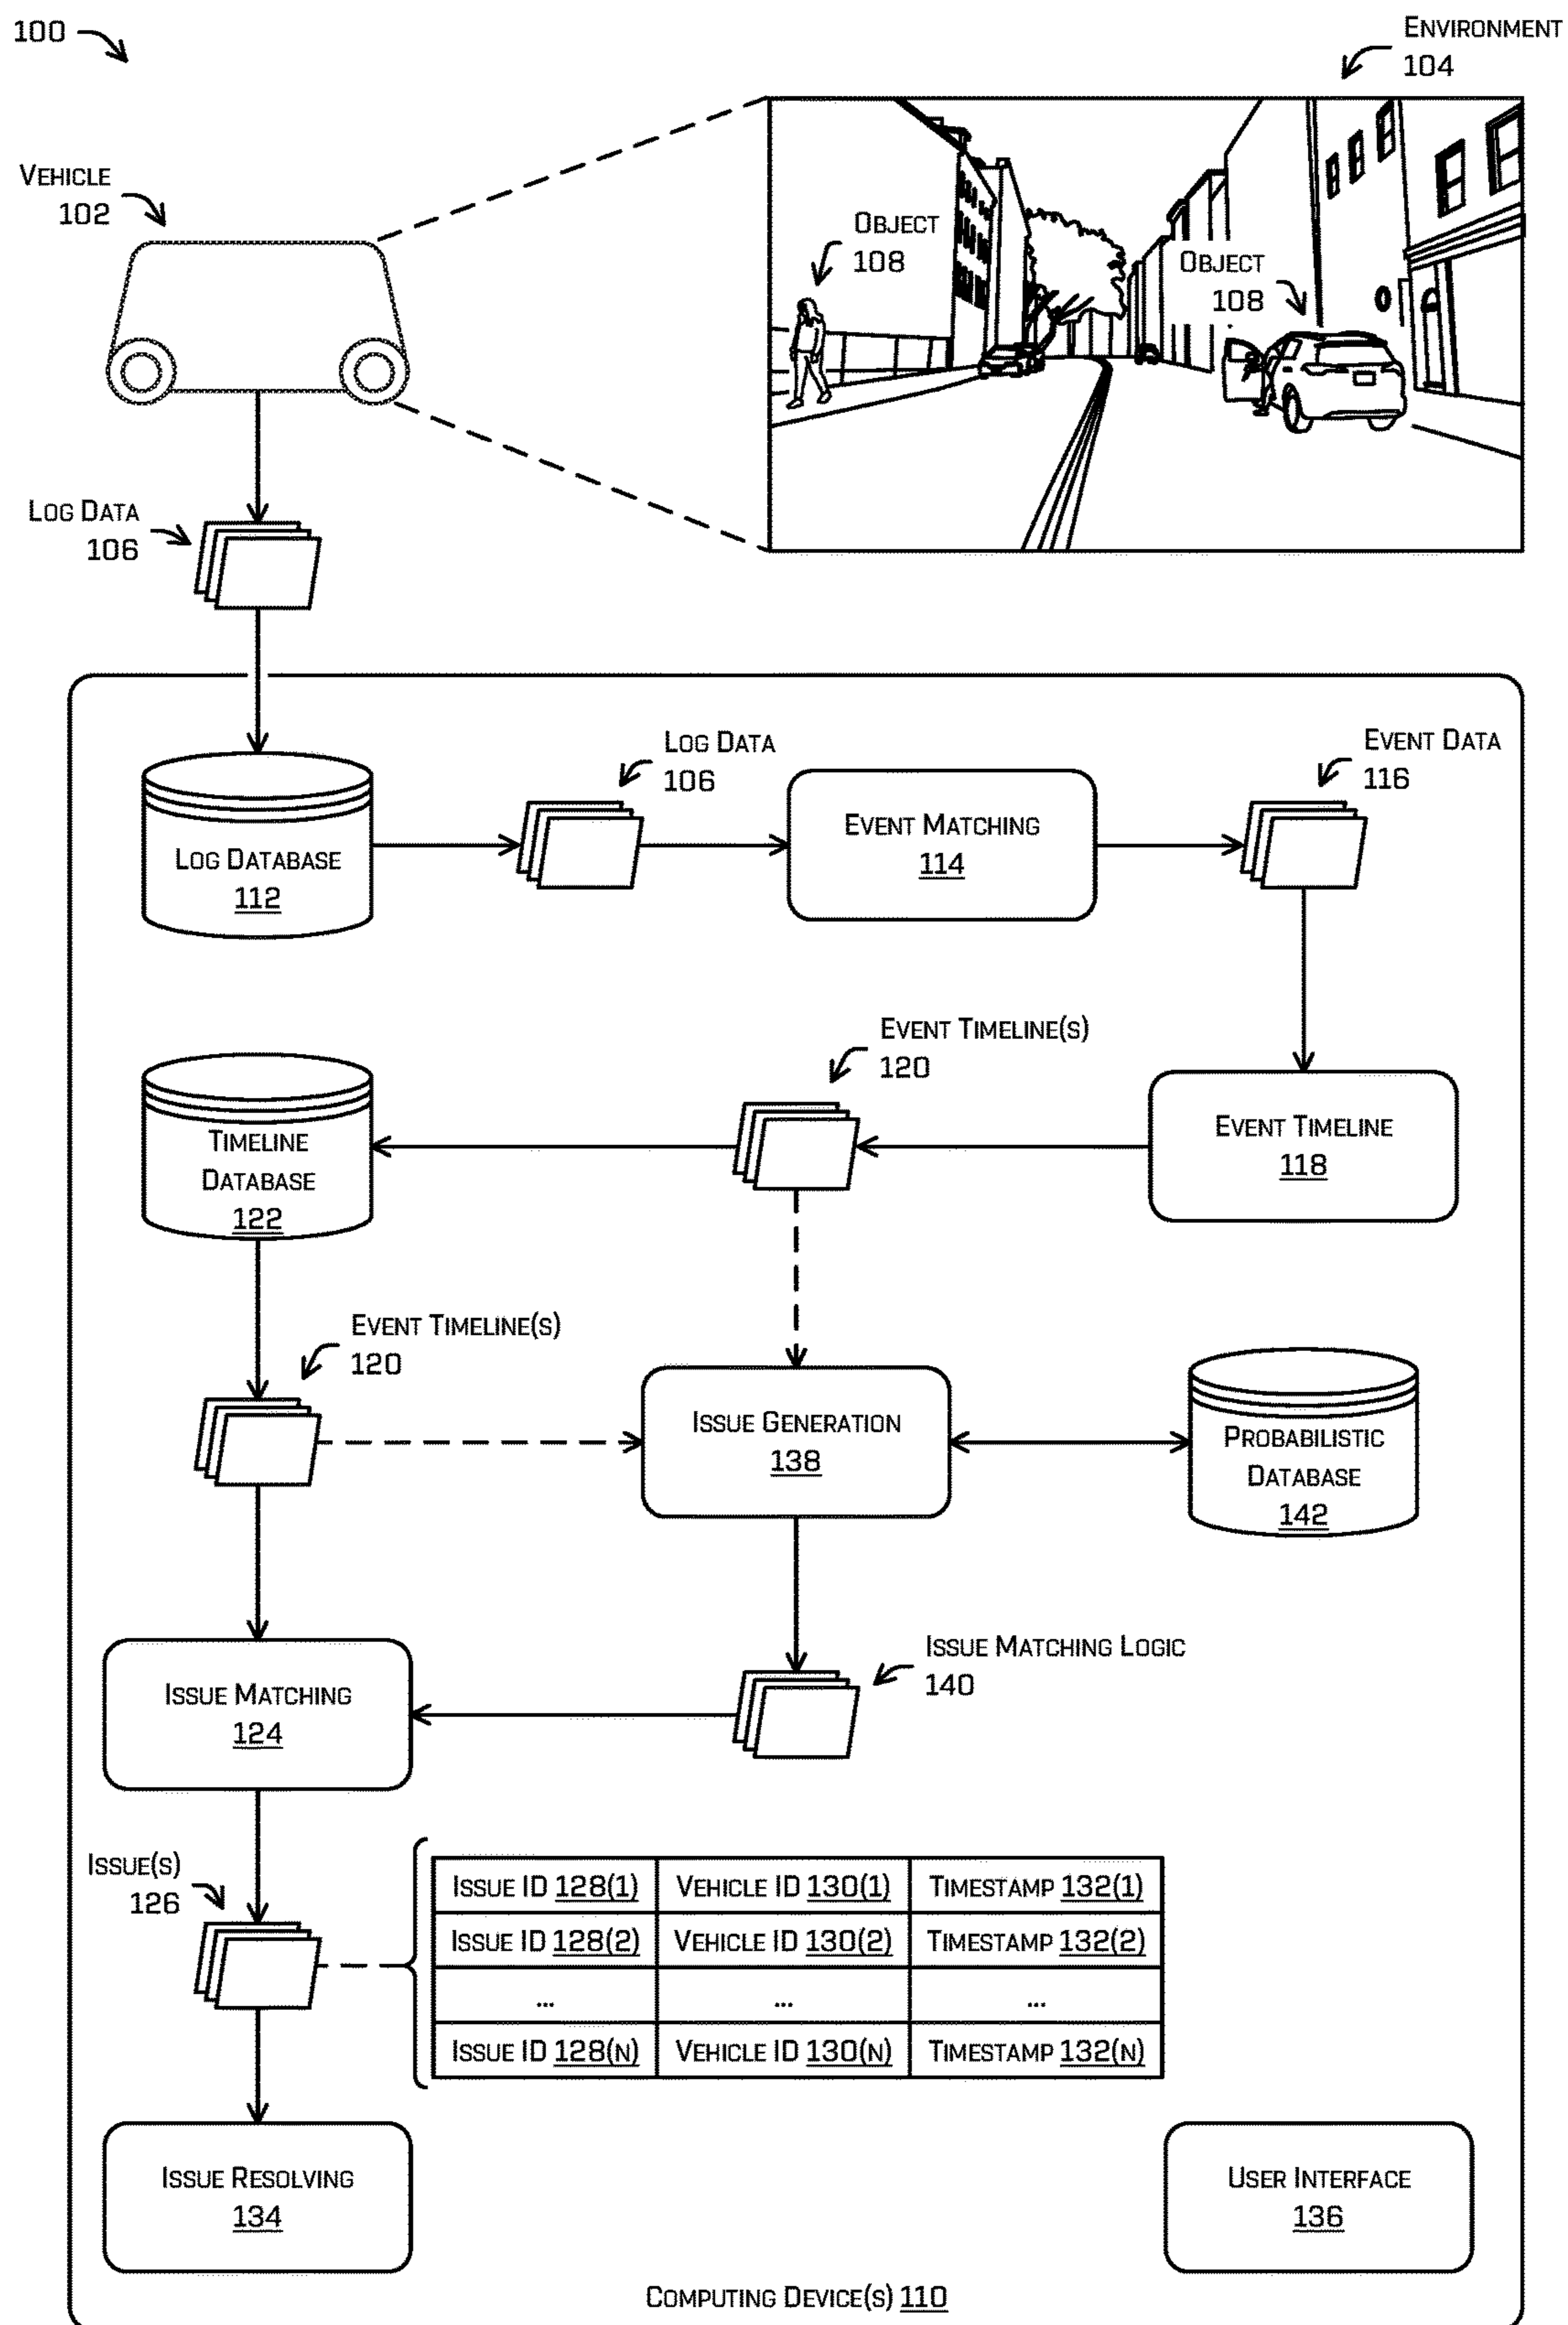 100
ENVIRONMENT
104
VEHICLE
102
OBJECT
108
OBJECT
108
LOG DATA
106
LOG DATA
106
EVENT DATA
116
EVENT MATCHING
114
LOG DATABASE
112
EVENT TIMELINE(S)
120
EVENT TIMELINE
118
TIMELINE
DATABASE
122
EVENT TIMELINE(S)
120
ISSUE GENERATION
138
PROBABILISTIC
DATABASE
142
ISSUE MATCHING LOGIC
140
ISSUE MATCHING
124
ISSUE(S)
126
ISSUE ID 128(1) VEHICLE ID 130(1) TIMESTAMP 132(1)
ISSUE ID 128(2) VEHICLE ID 130(2) TIMESTAMP 132(2)
... ... ...
ISSUE ID 128(N) VEHICLE ID 130(N) TIMESTAMP 132(N)
ISSUE RESOLVING
134
USER INTERFACE
136
COMPUTING DEVICE(S) 110